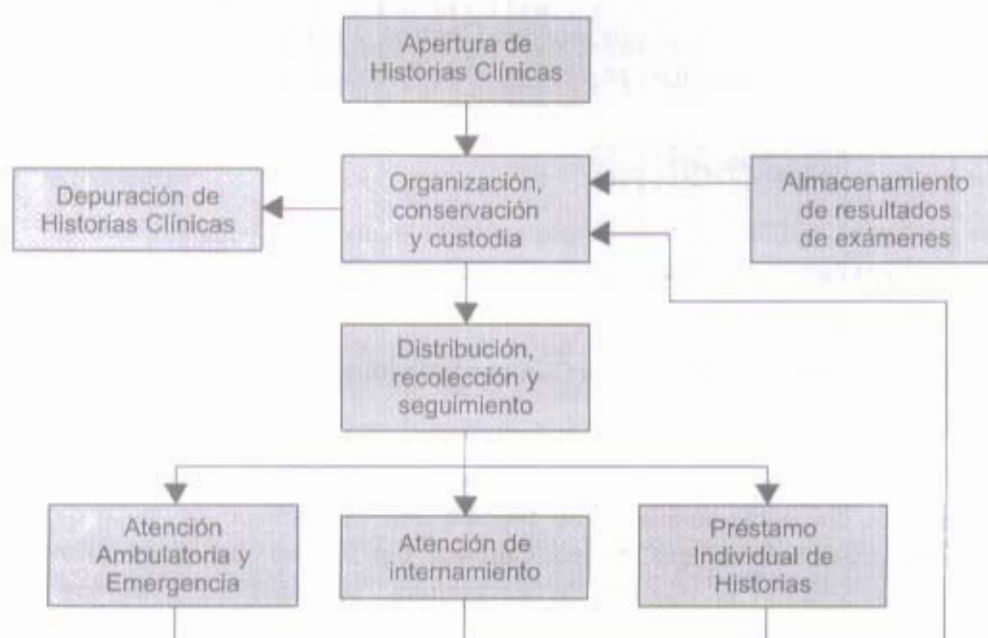 Apertura de
Historias Clínicas
Depuración de
Historias Clínicas
Organización,
conservación
y custodia
Almacenamiento
de resultados
de exámenes
Distribución,
recolección y
seguimiento
Atención
Ambulatoria y
Emergencia
Atención de
internamiento
Préstamo
Individual de
Historias